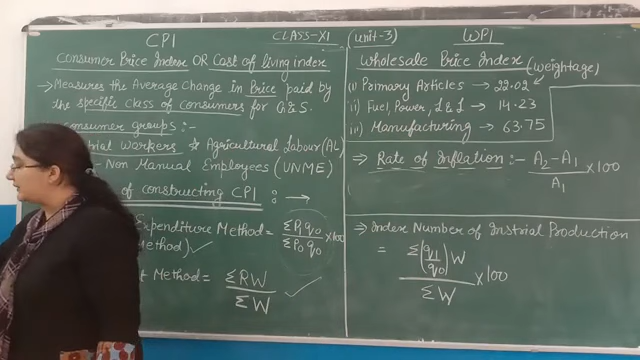 CLASS-XI (unit-3)
CPI
Consumer Price Index OR Cost of living index
→ Measures the Average Change in Price paid by
the specific class of consumers for G&S.
consumer groups :-
trial Workers ☆ Agricultural Labour (AL)
- Non Manual Employees (UNME)
of constructing CPI : →
Expenditure Method = ΣP₁q₀ / ΣP₀q₀ × 100
Method) ✓
t Method = ΣRW / ΣW ✓
WPI
Wholesale Price Index (weightage)
(i) Primary Articles → 22.02
ii) Fuel, Power, L & L → 14.23
iii) Manufacturing → 63.75
⇒ Rate of Inflation :- A₂-A₁ / A₁ × 100
⇒ Index Number of Instrial Production
= Σ(q₁/q₀)W / ΣW × 100